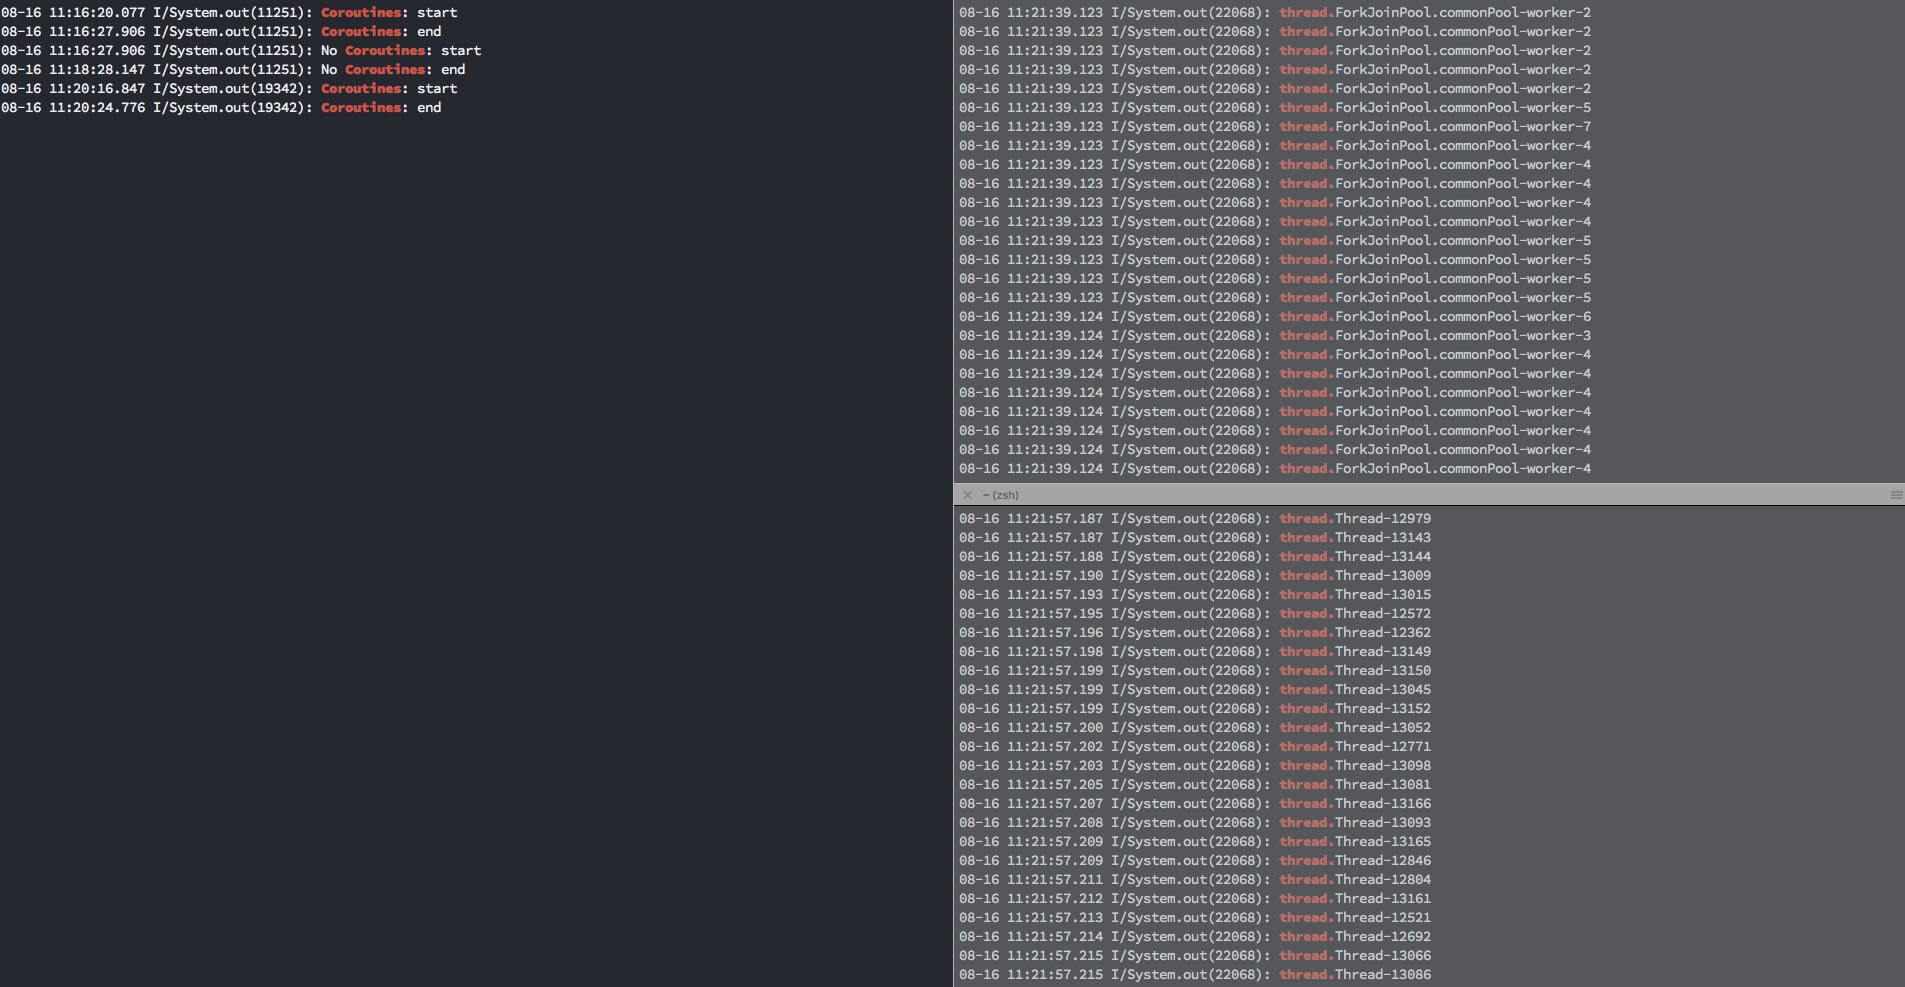 08-16 11:16:20.077 I/System.out(11251): Coroutines: start
08-16 11:16:27.906 I/System.out(11251): Coroutines: end
08-16 11:16:27.906 I/System.out(11251): No Coroutines: start
08-16 11:18:28.147 I/System.out(11251): No Coroutines: end
08-16 11:20:16.847 I/System.out(19342): Coroutines: start
08-16 11:20:24.776 I/System.out(19342): Coroutines: end
08-16 11:21:39.123 I/System.out(22068): thread.ForkJoinPool.commonPool-worker-2
08-16 11:21:39.123 I/System.out(22068): thread.ForkJoinPool.commonPool-worker-2
08-16 11:21:39.123 I/System.out(22068): thread.ForkJoinPool.commonPool-worker-2
08-16 11:21:39.123 I/System.out(22068): thread.ForkJoinPool.commonPool-worker-2
08-16 11:21:39.123 I/System.out(22068): thread.ForkJoinPool.commonPool-worker-2
08-16 11:21:39.123 I/System.out(22068): thread.ForkJoinPool.commonPool-worker-5
08-16 11:21:39.123 I/System.out(22068): thread.ForkJoinPool.commonPool-worker-7
08-16 11:21:39.123 I/System.out(22068): thread.ForkJoinPool.commonPool-worker-4
08-16 11:21:39.123 I/System.out(22068): thread.ForkJoinPool.commonPool-worker-4
08-16 11:21:39.123 I/System.out(22068): thread.ForkJoinPool.commonPool-worker-4
08-16 11:21:39.123 I/System.out(22068): thread.ForkJoinPool.commonPool-worker-4
08-16 11:21:39.123 I/System.out(22068): thread.ForkJoinPool.commonPool-worker-4
08-16 11:21:39.123 I/System.out(22068): thread.ForkJoinPool.commonPool-worker-5
08-16 11:21:39.123 I/System.out(22068): thread.ForkJoinPool.commonPool-worker-5
08-16 11:21:39.123 I/System.out(22068): thread.ForkJoinPool.commonPool-worker-5
08-16 11:21:39.123 I/System.out(22068): thread.ForkJoinPool.commonPool-worker-5
08-16 11:21:39.124 I/System.out(22068): thread.ForkJoinPool.commonPool-worker-6
08-16 11:21:39.124 I/System.out(22068): thread.ForkJoinPool.commonPool-worker-3
08-16 11:21:39.124 I/System.out(22068): thread.ForkJoinPool.commonPool-worker-4
08-16 11:21:39.124 I/System.out(22068): thread.ForkJoinPool.commonPool-worker-4
08-16 11:21:39.124 I/System.out(22068): thread.ForkJoinPool.commonPool-worker-4
08-16 11:21:39.124 I/System.out(22068): thread.ForkJoinPool.commonPool-worker-4
08-16 11:21:39.124 I/System.out(22068): thread.ForkJoinPool.commonPool-worker-4
08-16 11:21:39.124 I/System.out(22068): thread.ForkJoinPool.commonPool-worker-4
08-16 11:21:39.124 I/System.out(22068): thread.ForkJoinPool.commonPool-worker-4
~ (zsh)
08-16 11:21:57.187 I/System.out(22068): thread.Thread-12979
08-16 11:21:57.187 I/System.out(22068): thread.Thread-13143
08-16 11:21:57.188 I/System.out(22068): thread.Thread-13144
08-16 11:21:57.190 I/System.out(22068): thread.Thread-13009
08-16 11:21:57.193 I/System.out(22068): thread.Thread-13015
08-16 11:21:57.195 I/System.out(22068): thread.Thread-12572
08-16 11:21:57.196 I/System.out(22068): thread.Thread-12362
08-16 11:21:57.198 I/System.out(22068): thread.Thread-13149
08-16 11:21:57.199 I/System.out(22068): thread.Thread-13150
08-16 11:21:57.199 I/System.out(22068): thread.Thread-13045
08-16 11:21:57.199 I/System.out(22068): thread.Thread-13152
08-16 11:21:57.200 I/System.out(22068): thread.Thread-13052
08-16 11:21:57.202 I/System.out(22068): thread.Thread-12771
08-16 11:21:57.203 I/System.out(22068): thread.Thread-13098
08-16 11:21:57.205 I/System.out(22068): thread.Thread-13081
08-16 11:21:57.207 I/System.out(22068): thread.Thread-13166
08-16 11:21:57.208 I/System.out(22068): thread.Thread-13093
08-16 11:21:57.209 I/System.out(22068): thread.Thread-13165
08-16 11:21:57.209 I/System.out(22068): thread.Thread-12846
08-16 11:21:57.211 I/System.out(22068): thread.Thread-12804
08-16 11:21:57.212 I/System.out(22068): thread.Thread-13161
08-16 11:21:57.213 I/System.out(22068): thread.Thread-12521
08-16 11:21:57.214 I/System.out(22068): thread.Thread-12692
08-16 11:21:57.215 I/System.out(22068): thread.Thread-13066
08-16 11:21:57.215 I/System.out(22068): thread.Thread-13086